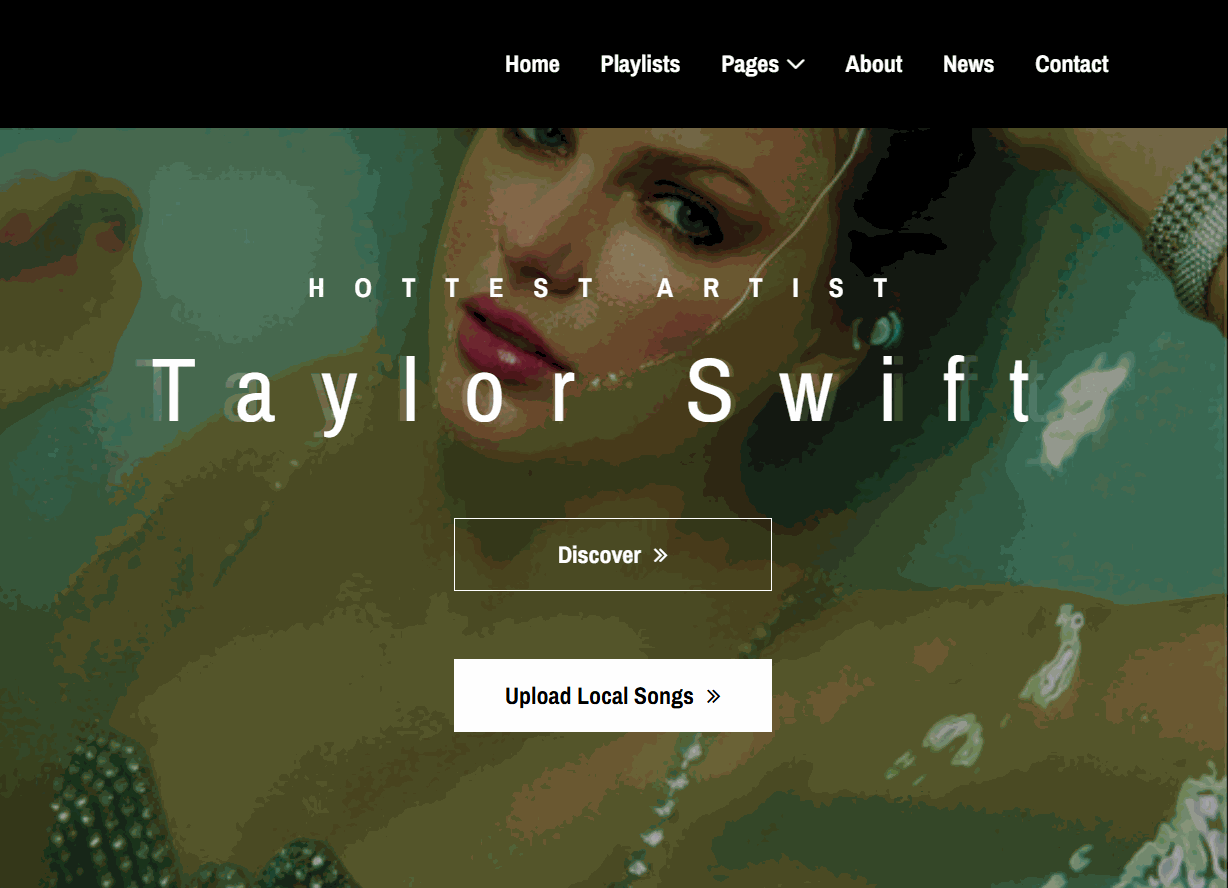 Home Playlists Pages About News Contact
HOTTEST ARTIST
Taylor Swift
Discover »
Upload Local Songs »